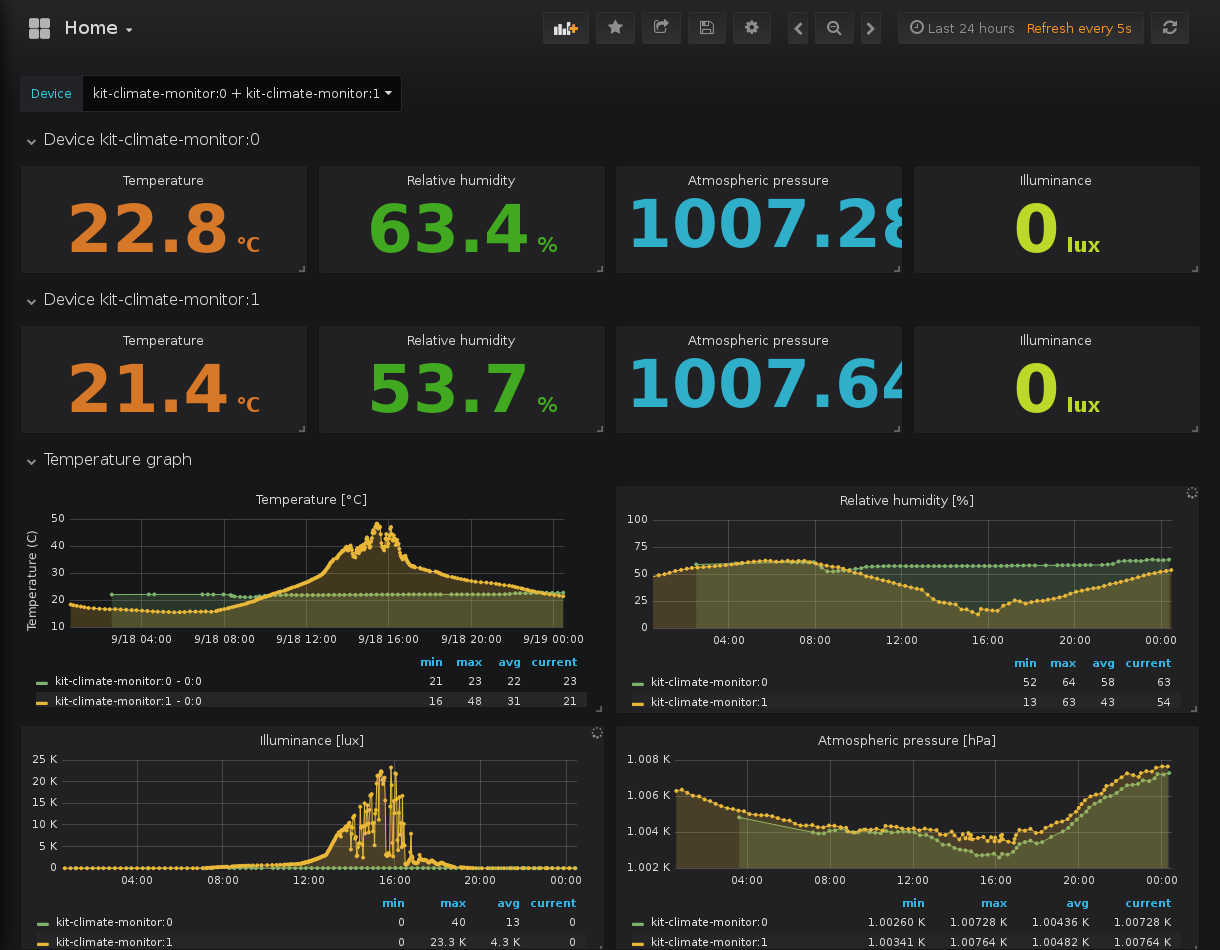 Home
Last 24 hours Refresh every 5s
Device kit-climate-monitor:0 + kit-climate-monitor:1
Device kit-climate-monitor:0
Temperature Relative humidity Atmospheric pressure Illuminance
22.8 °C 63.4 % 1007.28 0 lux
Device kit-climate-monitor:1
Temperature Relative humidity Atmospheric pressure Illuminance
21.4 °C 53.7 % 1007.64 0 lux
Temperature graph
Temperature [°C]
Temperature (C)
50
40
30
20
10
9/18 04:00 9/18 08:00 9/18 12:00 9/18 16:00 9/18 20:00 9/19 00:00
min max avg current
kit-climate-monitor:0 - 0:0 21 23 22 23
kit-climate-monitor:1 - 0:0 16 48 31 21
Relative humidity [%]
100
75
50
25
0
04:00 08:00 12:00 16:00 20:00 00:00
min max avg current
kit-climate-monitor:0 52 64 58 63
kit-climate-monitor:1 13 63 43 54
Illuminance [lux]
25 K
20 K
15 K
10 K
5 K
0
04:00 08:00 12:00 16:00 20:00 00:00
min max avg current
kit-climate-monitor:0 0 40 13 0
kit-climate-monitor:1 0 23.3 K 4.3 K 0
Atmospheric pressure [hPa]
1.008 K
1.006 K
1.004 K
1.002 K
04:00 08:00 12:00 16:00 20:00 00:00
min max avg current
kit-climate-monitor:0 1.00260 K 1.00728 K 1.00436 K 1.00728 K
kit-climate-monitor:1 1.00341 K 1.00764 K 1.00482 K 1.00764 K